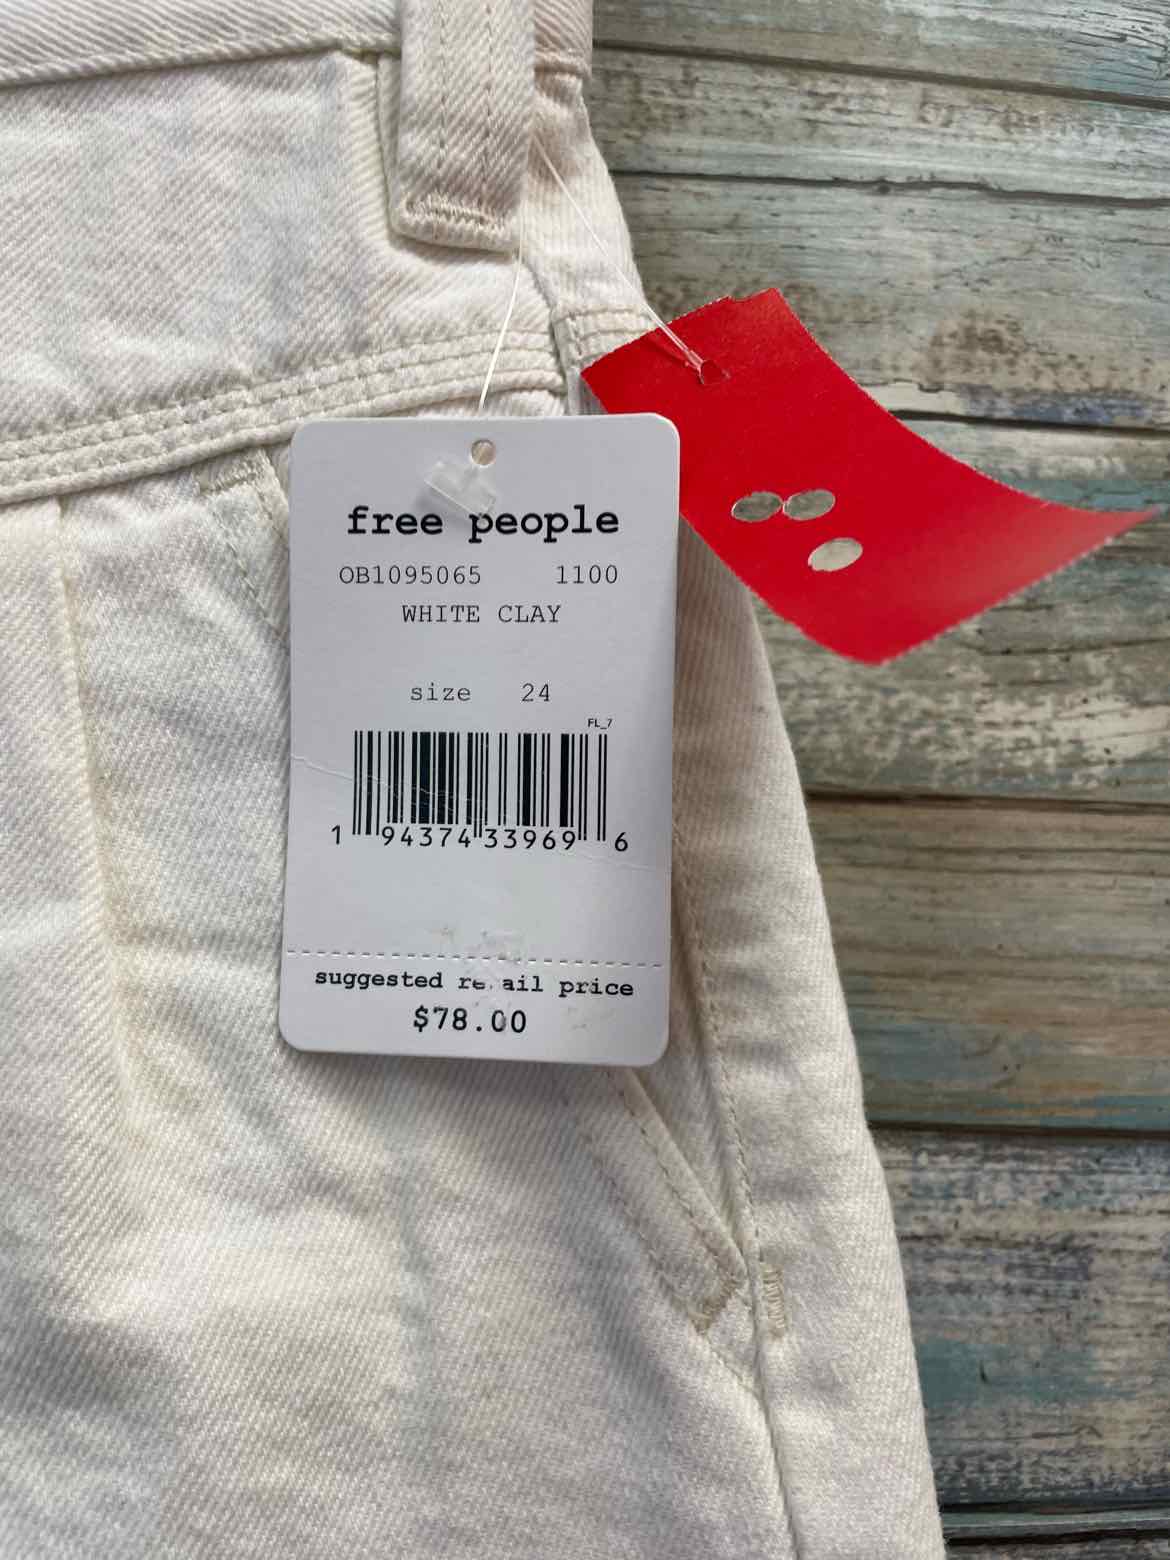 free people
OB1095065 1100
WHITE CLAY
size 24
FL_7
1 94374 33969 6
suggested retail price
$78.00